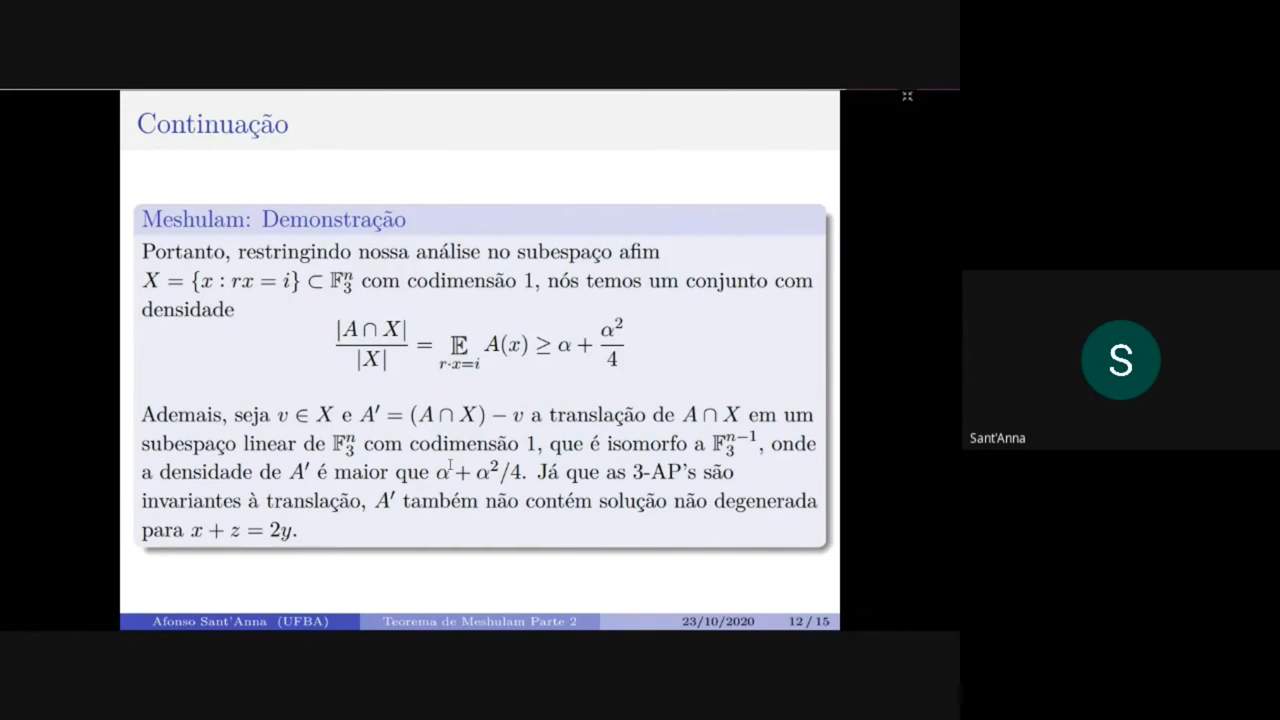 Continuação
Meshulam: Demonstração
Portanto, restringindo nossa análise no subespaço afim
X = {x : rx = i} ⊂ 𝔽₃ⁿ com codimensão 1, nós temos um conjunto com
densidade
|A ∩ X| / |X| = 𝔼_{r·x=i} A(x) ≥ α + α²/4
Ademais, seja v ∈ X e A′ = (A ∩ X) − v a translação de A ∩ X em um
subespaço linear de 𝔽₃ⁿ com codimensão 1, que é isomorfo a 𝔽₃ⁿ⁻¹, onde
a densidade de A′ é maior que α + α²/4. Já que as 3-AP's são
invariantes à translação, A′ também não contém solução não degenerada
para x + z = 2y.
Afonso Sant'Anna (UFBA) Teorema de Meshulam Parte 2 23/10/2020 12 / 15
S
Sant'Anna